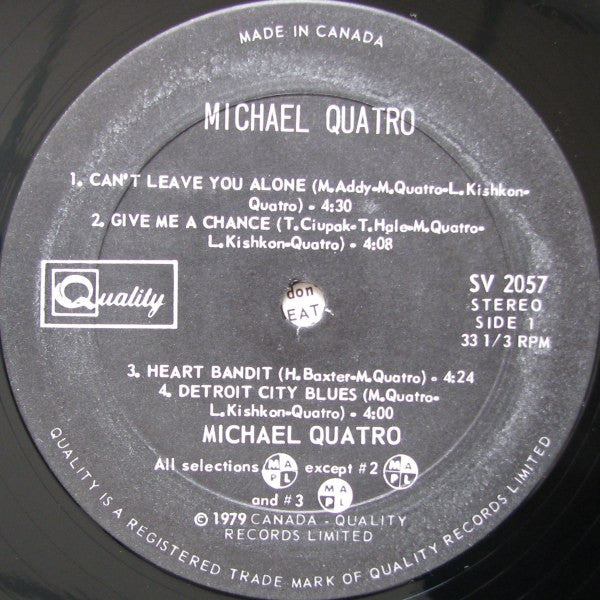 MADE IN CANADA
MICHAEL QUATRO
1. CAN'T LEAVE YOU ALONE (M.Addy-M.Quatro-L.Kishkon-
Quatro) - 4:30
2. GIVE ME A CHANCE (T.Ciupak-T.Hale-M.Quatro-
L.Kishkon-Quatro) - 4:08
Quality
don
EAT
SV 2057
STEREO
SIDE 1
33 1/3 RPM
3. HEART BANDIT (H.Baxter-M.Quatro) - 4:24
4. DETROIT CITY BLUES (M.Quatro-
L.Kishkon-Quatro) - 4:00
MICHAEL QUATRO
All selections MAPL except #2 MAPL
and #3 MAPL
© 1979 CANADA - QUALITY
RECORDS LIMITED
QUALITY IS A REGISTERED TRADE MARK OF QUALITY RECORDS LIMITED